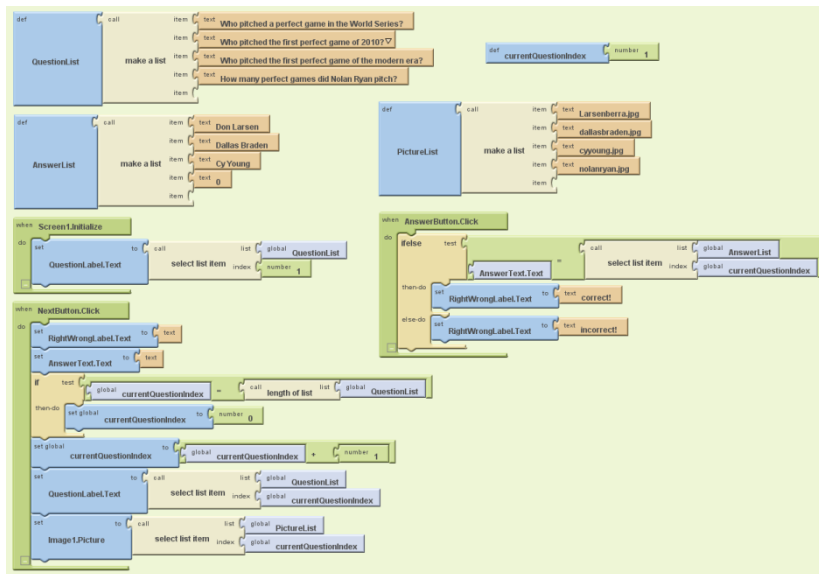 def call item text Who pitched a perfect game in the World Series?
item text Who pitched the first perfect game of 2010?
QuestionList make a list item text Who pitched the first perfect game of the modern era?
item text How many perfect games did Nolan Ryan pitch?
item
def currentQuestionIndex number 1
def call item text Don Larsen
item text Dallas Braden
AnswerList make a list item text Cy Young
item text 0
item
def call item text Larsenberra.jpg
item text dallasbraden.jpg
PictureList make a list item text cyyoung.jpg
item text nolanryan.jpg
item
when Screen1.Initialize
do set to call list global QuestionList
QuestionLabel.Text select list item index number 1
when AnswerButton.Click
do ifelse test AnswerText.Text = call select list item list global AnswerList
index global currentQuestionIndex
then-do set RightWrongLabel.Text to text correct!
else-do set RightWrongLabel.Text to text incorrect!
when NextButton.Click
do set RightWrongLabel.Text to text
set AnswerText.Text to text
if test global currentQuestionIndex = call length of list list global QuestionList
then-do set global currentQuestionIndex to number 0
set global currentQuestionIndex to global currentQuestionIndex + number 1
set to call list global QuestionList
QuestionLabel.Text select list item index global currentQuestionIndex
set to call list global PictureList
Image1.Picture select list item index global currentQuestionIndex